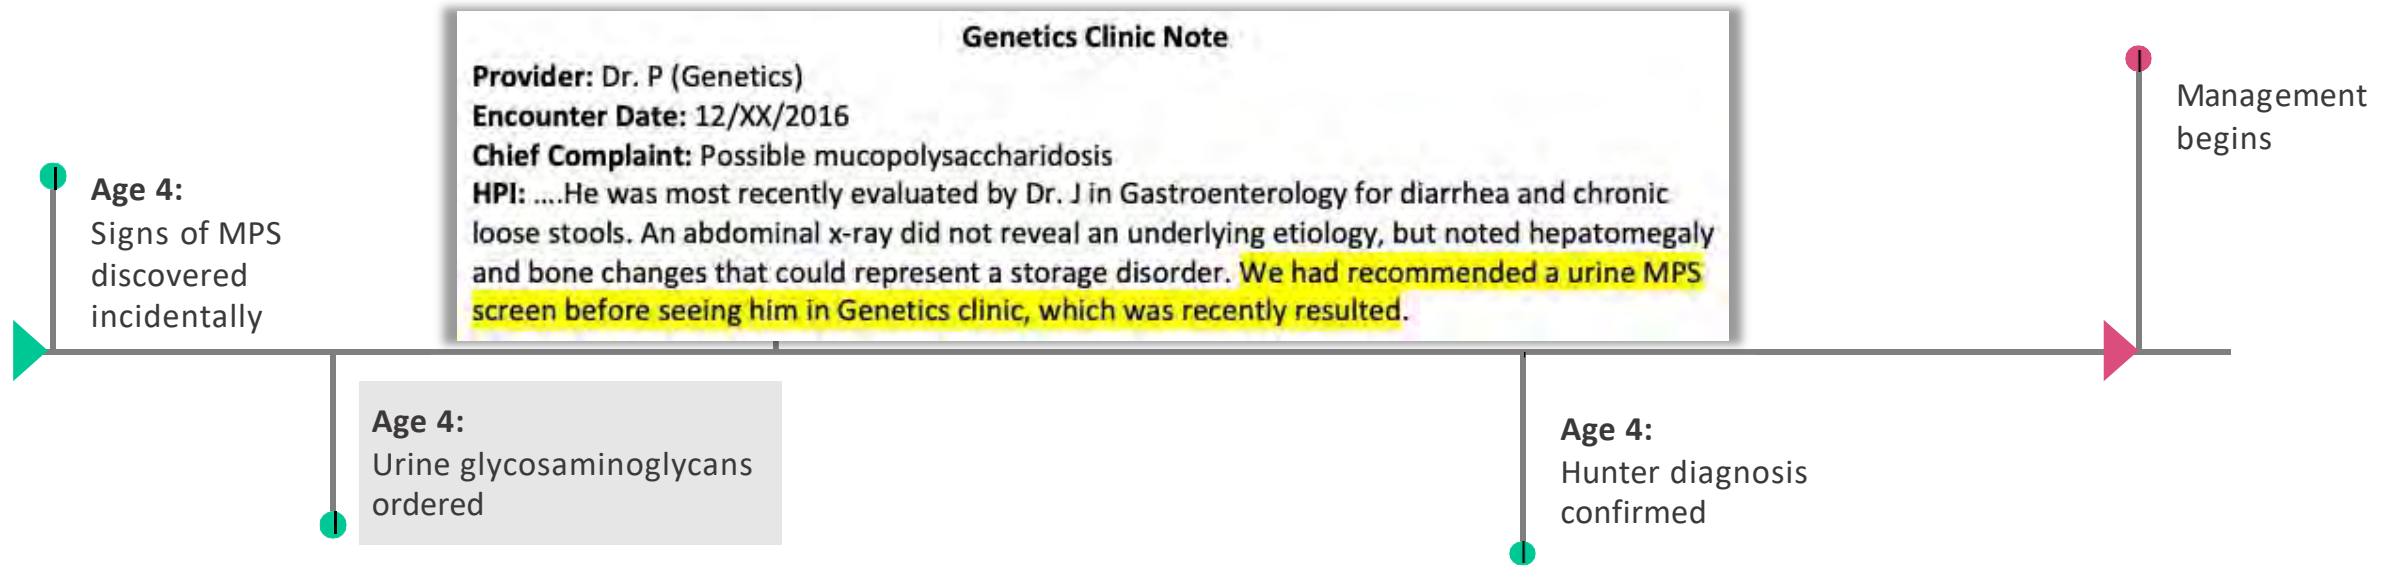 Genetics Clinic Note
Provider: Dr. P (Genetics)
Encounter Date: 12/XX/2016
Chief Complaint: Possible mucopolysaccharidosis
HPI: ....He was most recently evaluated by Dr. J in Gastroenterology for diarrhea and chronic
loose stools. An abdominal x-ray did not reveal an underlying etiology, but noted hepatomegaly
and bone changes that could represent a storage disorder. We had recommended a urine MPS
screen before seeing him in Genetics clinic, which was recently resulted.
Age 4:
Signs of MPS
discovered
incidentally
Age 4:
Urine glycosaminoglycans
ordered
Age 4:
Hunter diagnosis
confirmed
Management
begins